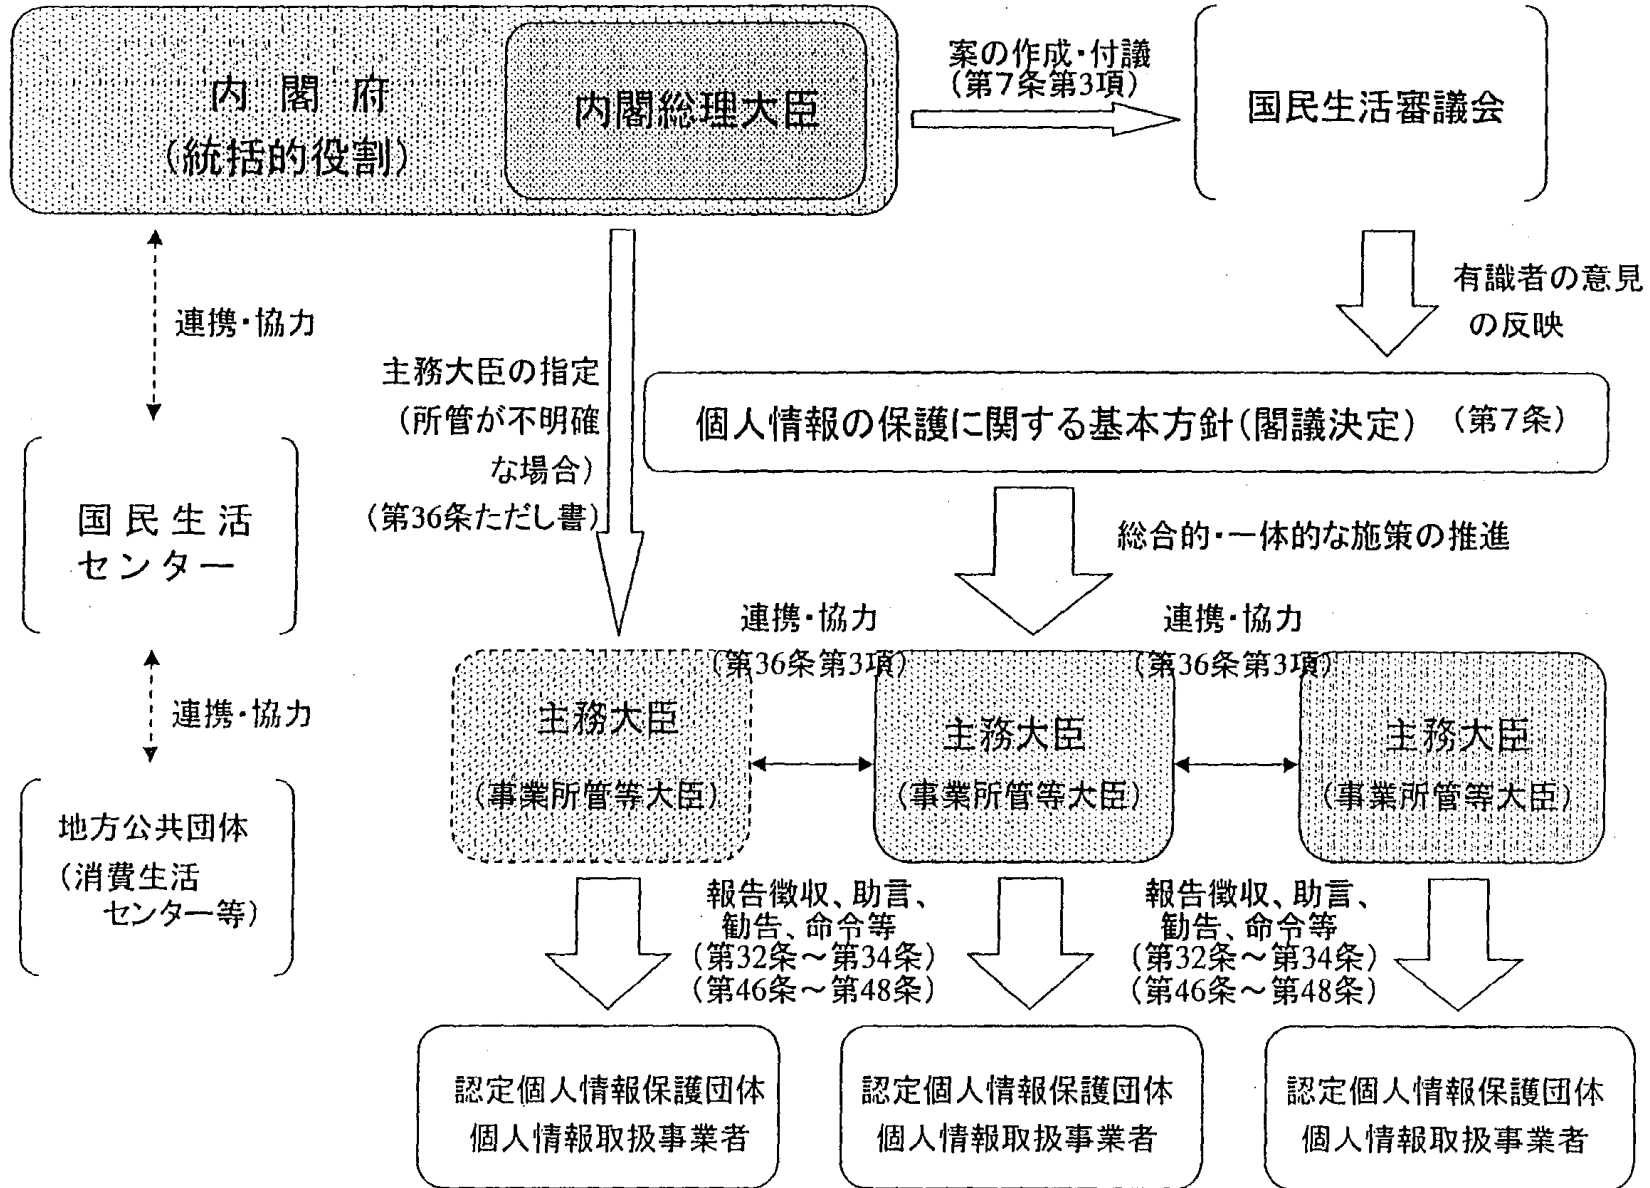 内 閣 府
(統括的役割)
内閣総理大臣
案の作成・付議
(第7条第3項)
国民生活審議会
連携・協力
有識者の意見
の反映
主務大臣の指定
(所管が不明確
な場合)
(第36条ただし書)
個人情報の保護に関する基本方針(閣議決定) (第7条)
国 民 生 活
センター
総合的・一体的な施策の推進
連携・協力
(第36条第3項)
連携・協力
(第36条第3項)
連携・協力
主務大臣
(事業所管等大臣)
主務大臣
(事業所管等大臣)
主務大臣
(事業所管等大臣)
地方公共団体
(消費生活
センター等)
報告徴収、助言、
勧告、命令等
(第32条～第34条)
(第46条～第48条)
報告徴収、助言、
勧告、命令等
(第32条～第34条)
(第46条～第48条)
認定個人情報保護団体
個人情報取扱事業者
認定個人情報保護団体
個人情報取扱事業者
認定個人情報保護団体
個人情報取扱事業者